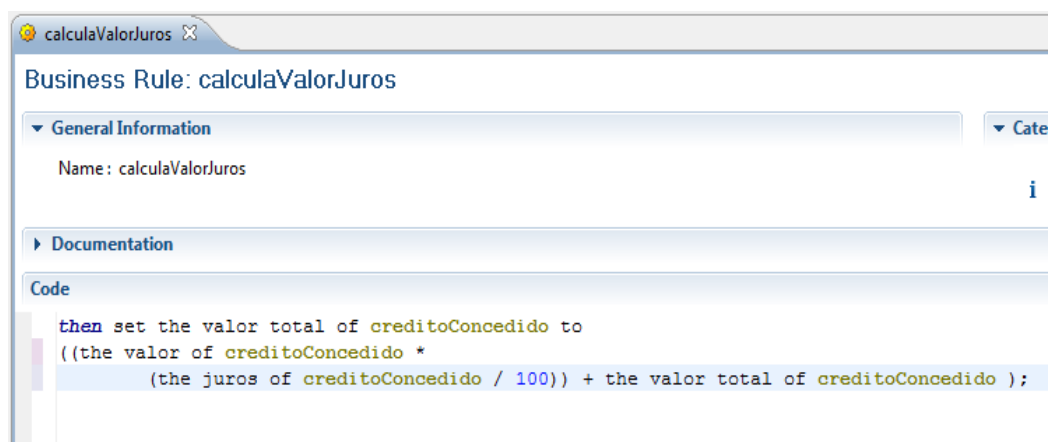 calculaValorJuros
Business Rule: calculaValorJuros
General Information
Cate
Name : calculaValorJuros
i
Documentation
Code
then set the valor total of creditoConcedido to
((the valor of creditoConcedido *
(the juros of creditoConcedido / 100)) + the valor total of creditoConcedido );